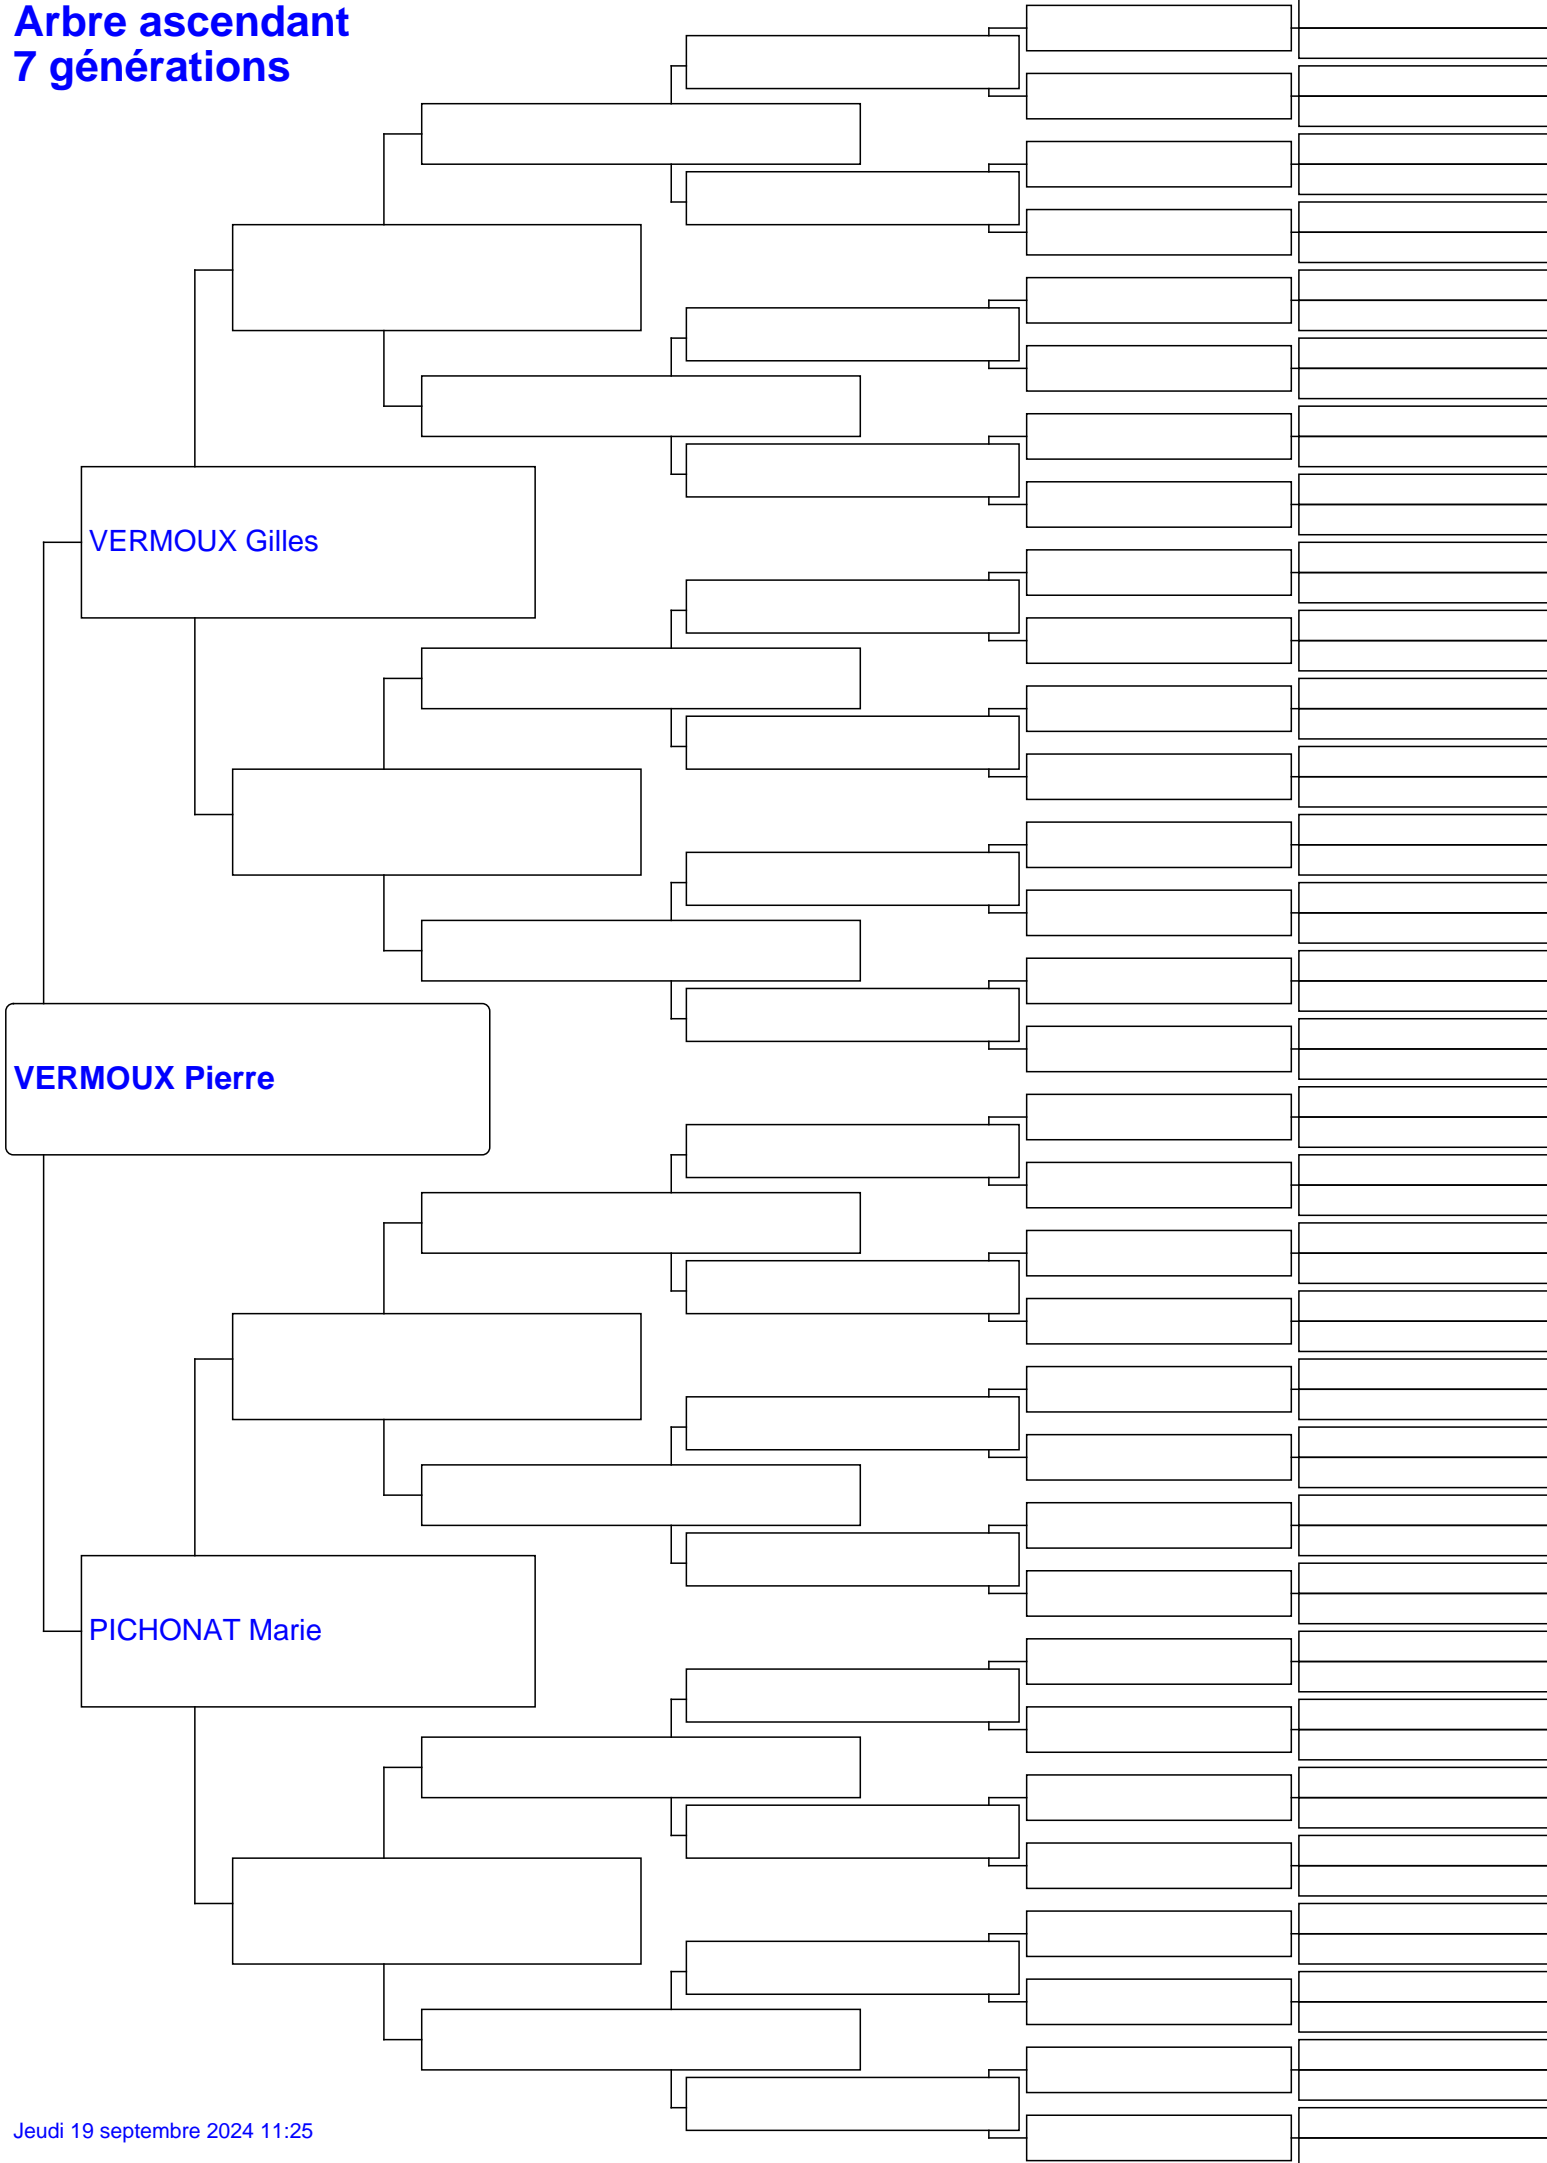 Arbre ascendant
7 générations
VERMOUX Gilles
VERMOUX Pierre
PICHONAT Marie
Jeudi 19 septembre 2024 11:25